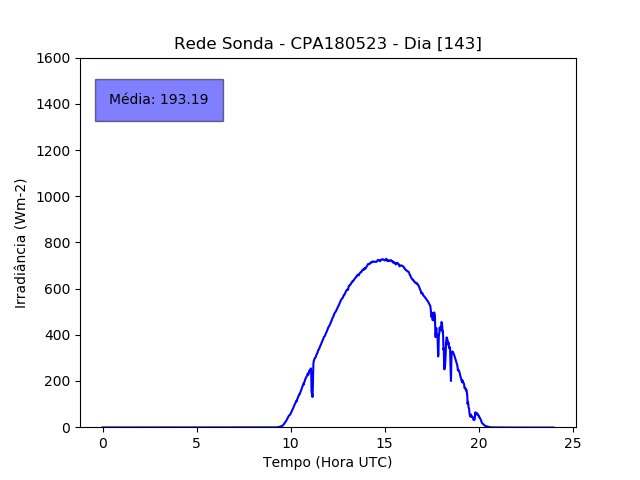 Rede Sonda - CPA180523 - Dia [143]
1600
1400
1200
1000
800
600
400
200
0
Média: 193.19
Irradiância (Wm-2)
0 5 10 15 20 25
Tempo (Hora UTC)